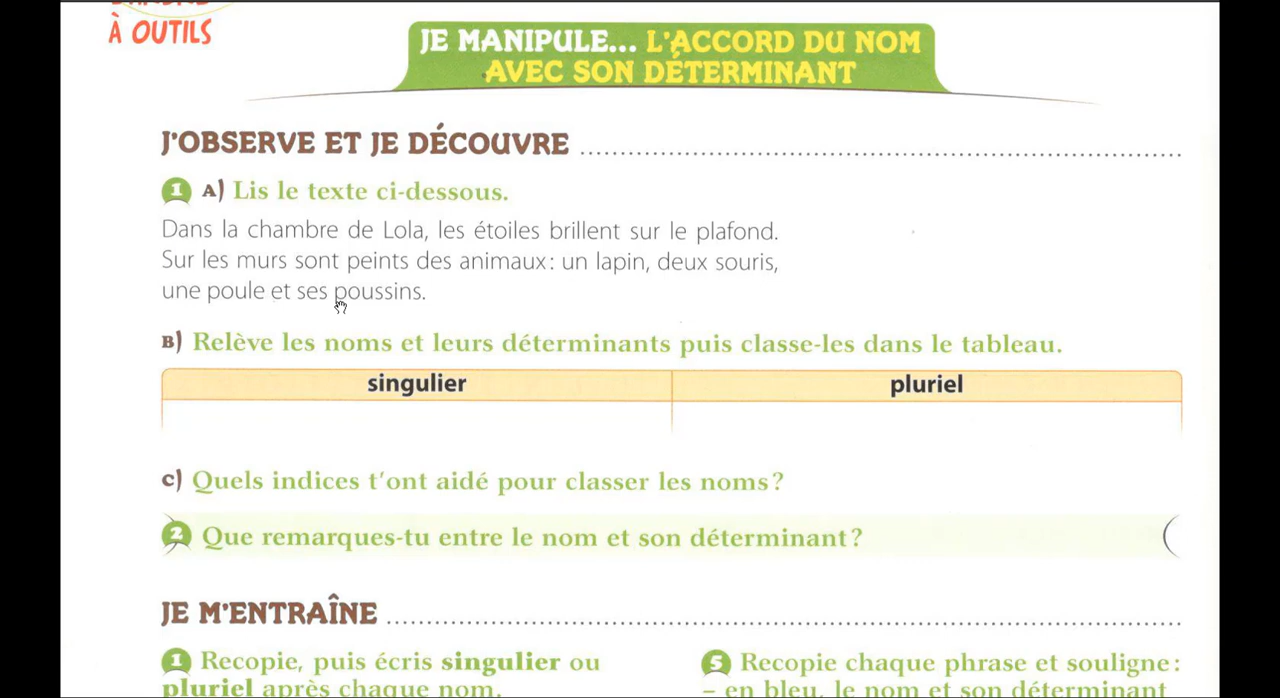 À OUTILS
JE MANIPULE... L'ACCORD DU NOM
AVEC SON DÉTERMINANT
J'OBSERVE ET JE DÉCOUVRE
1 A) Lis le texte ci-dessous.
Dans la chambre de Lola, les étoiles brillent sur le plafond.
Sur les murs sont peints des animaux : un lapin, deux souris,
une poule et ses poussins.
B) Relève les noms et leurs déterminants puis classe-les dans le tableau.
singulier pluriel
C) Quels indices t'ont aidé pour classer les noms ?
2 Que remarques-tu entre le nom et son déterminant ?
JE M'ENTRAÎNE
1 Recopie, puis écris singulier ou
pluriel après chaque nom.
5 Recopie chaque phrase et souligne :
– en bleu, le nom et son déterminant